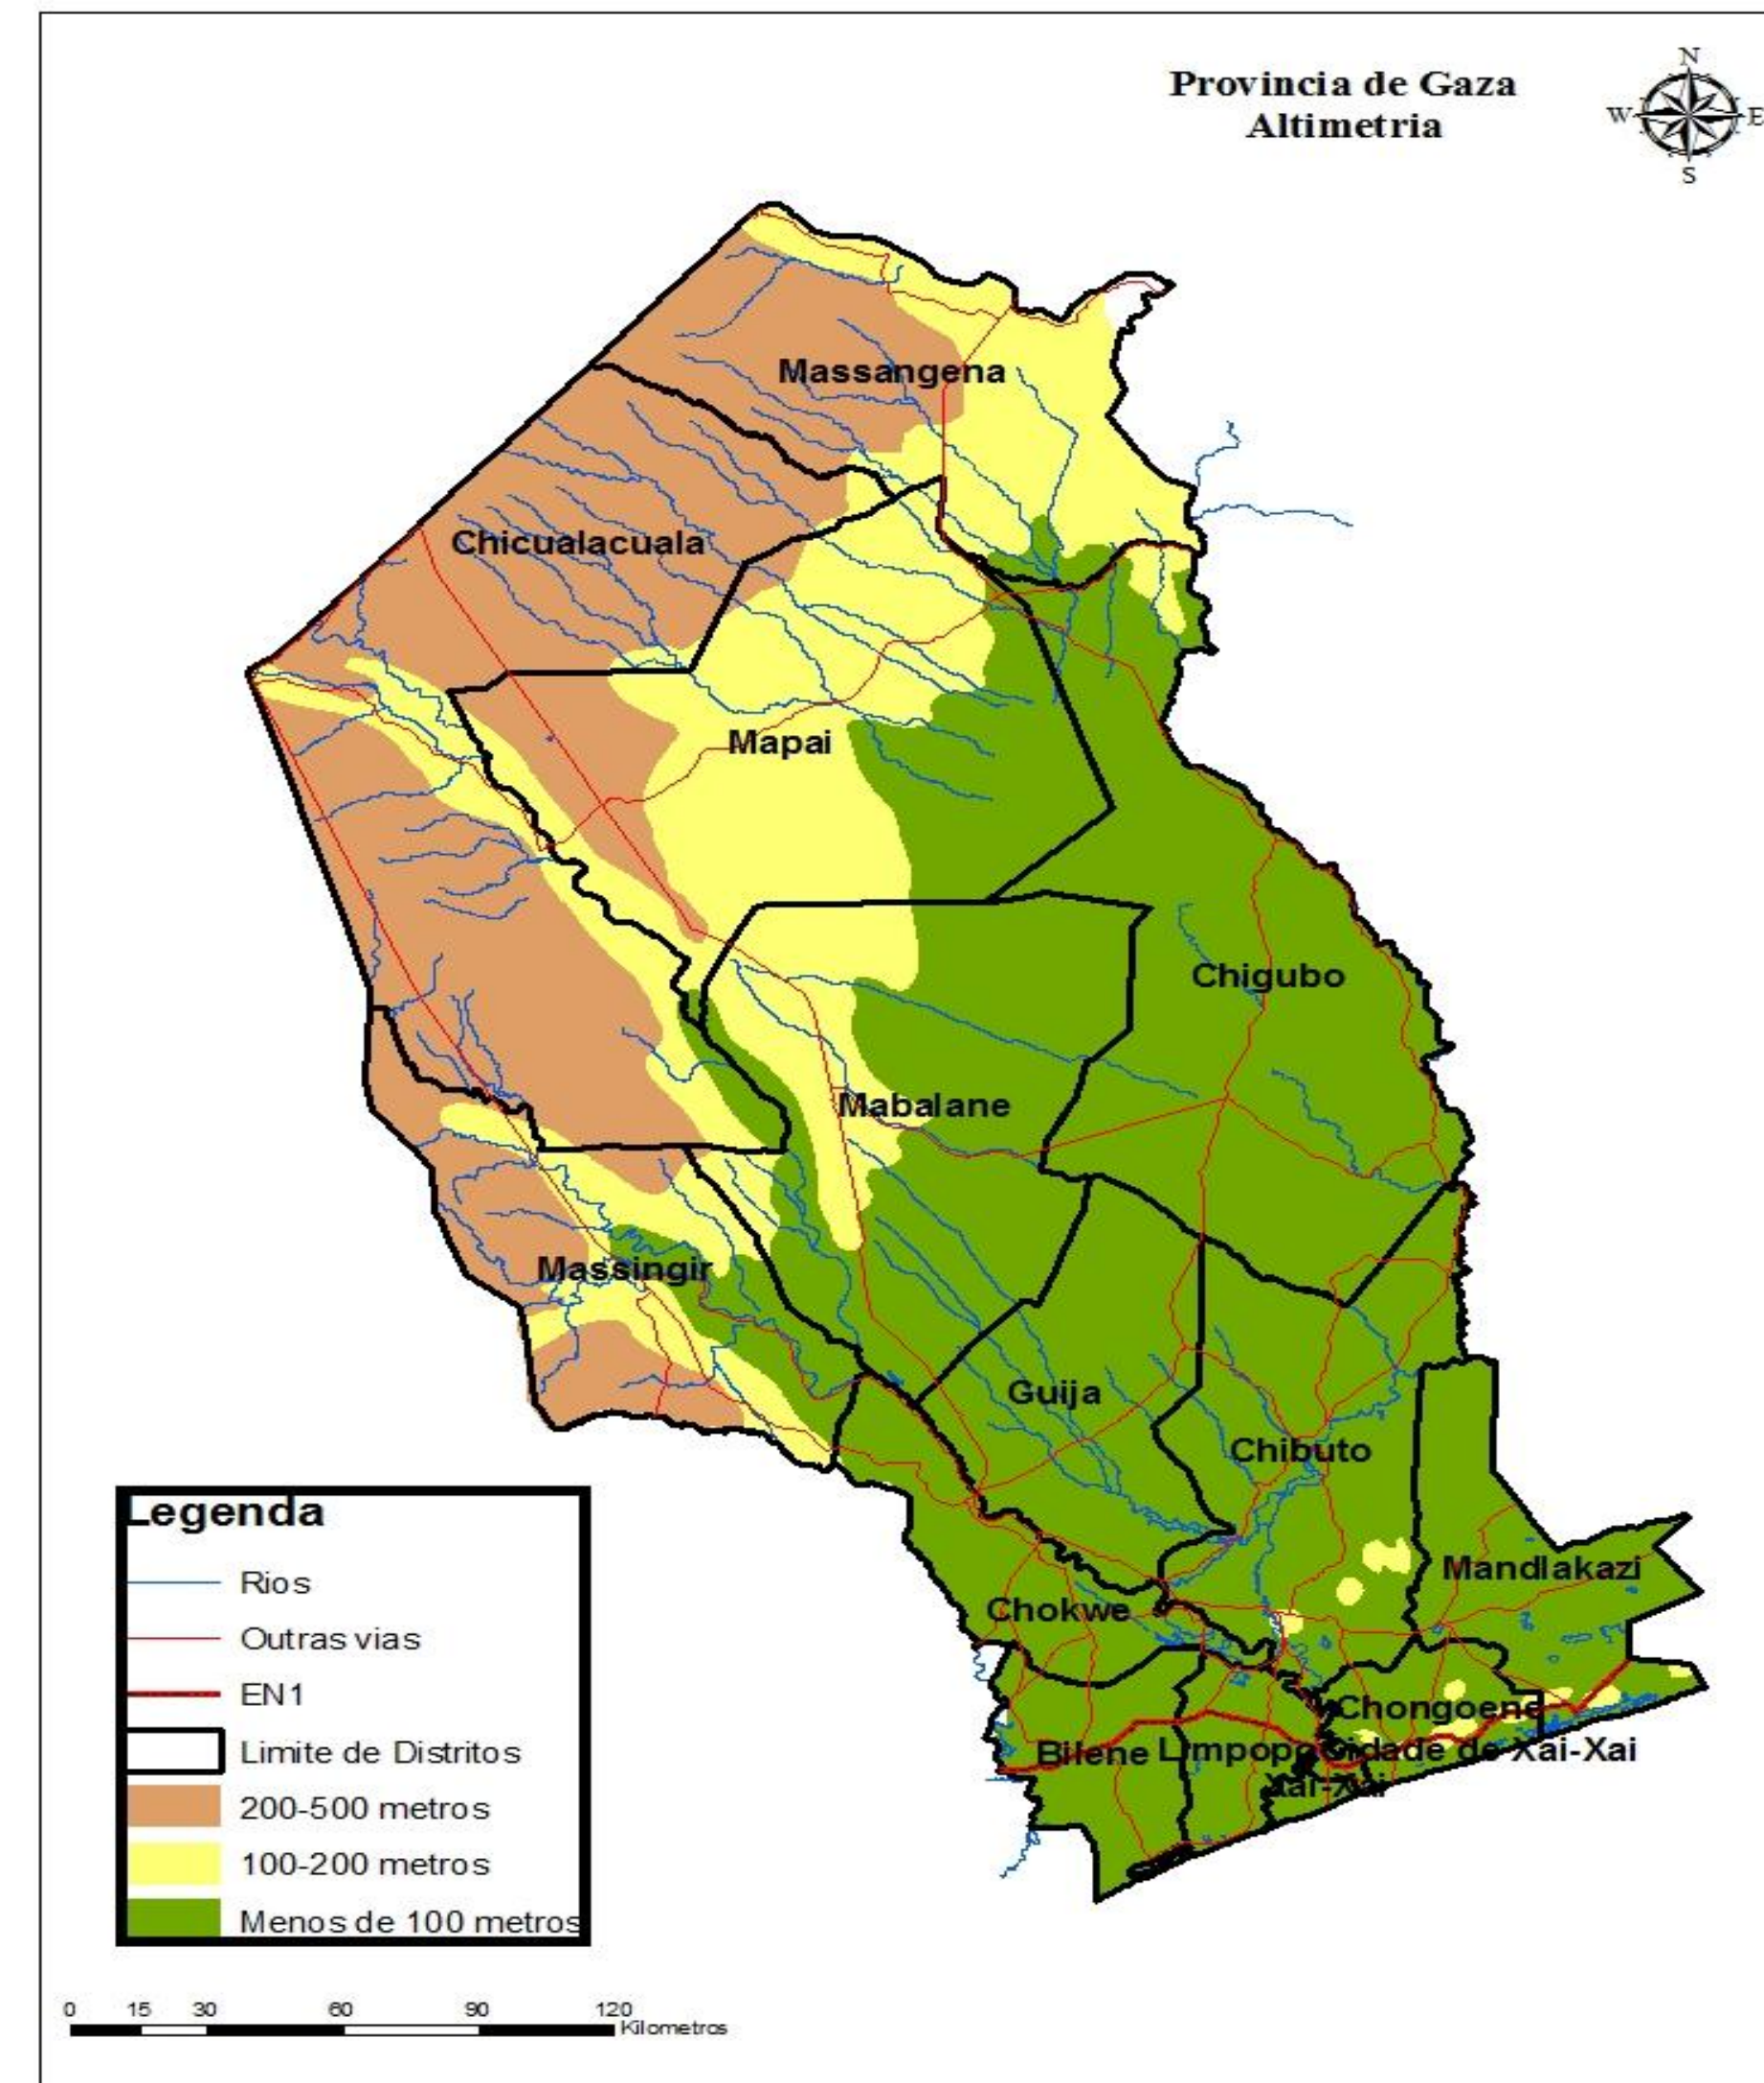 Provincia de Gaza
Altimetria
N
W
E
S
Massangena
Chicualacuala
Mapai
Chigubo
Mabalane
Massingir
Guija
Chibuto
Mandlakazi
Chokwe
Chongoene
Bilene
Limpopo
Cidade de Xai-Xai
Xai-Xai
Legenda
Rios
Outras vias
EN1
Limite de Distritos
200-500 metros
100-200 metros
Menos de 100 metros
0 15 30 60 90 120
Kilometros